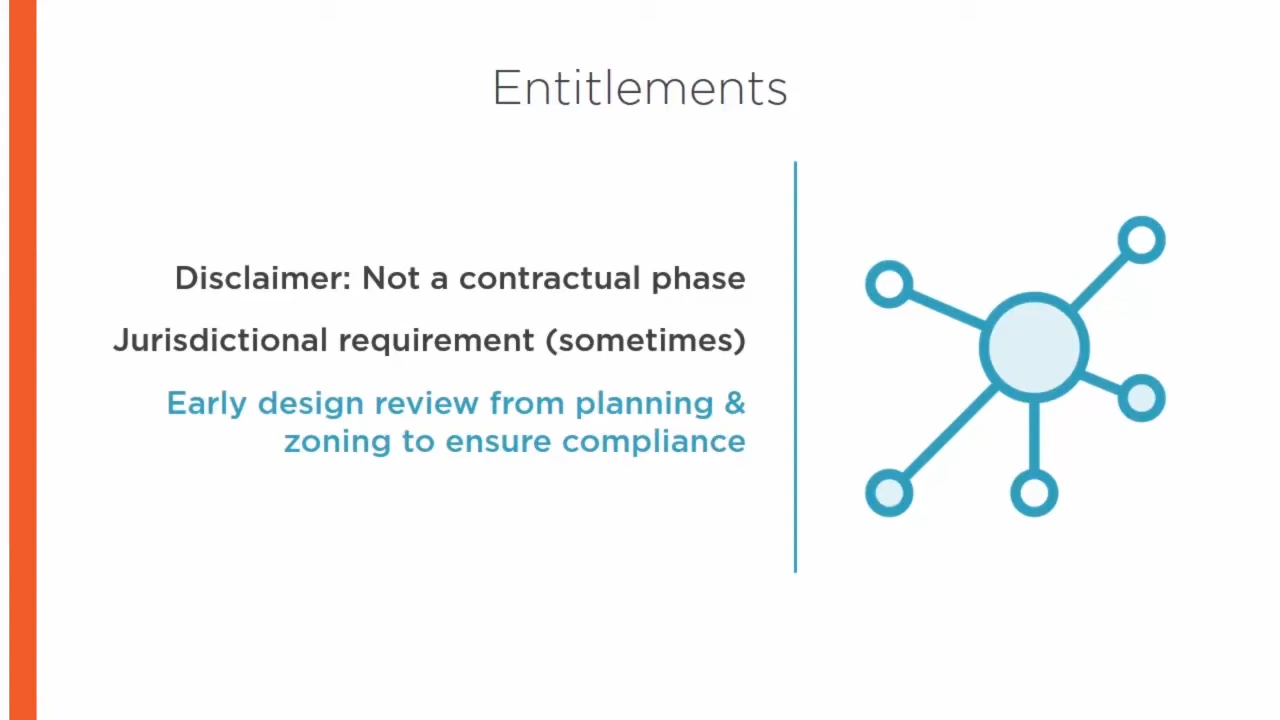 Entitlements
Disclaimer: Not a contractual phase
Jurisdictional requirement (sometimes)
Early design review from planning &
zoning to ensure compliance